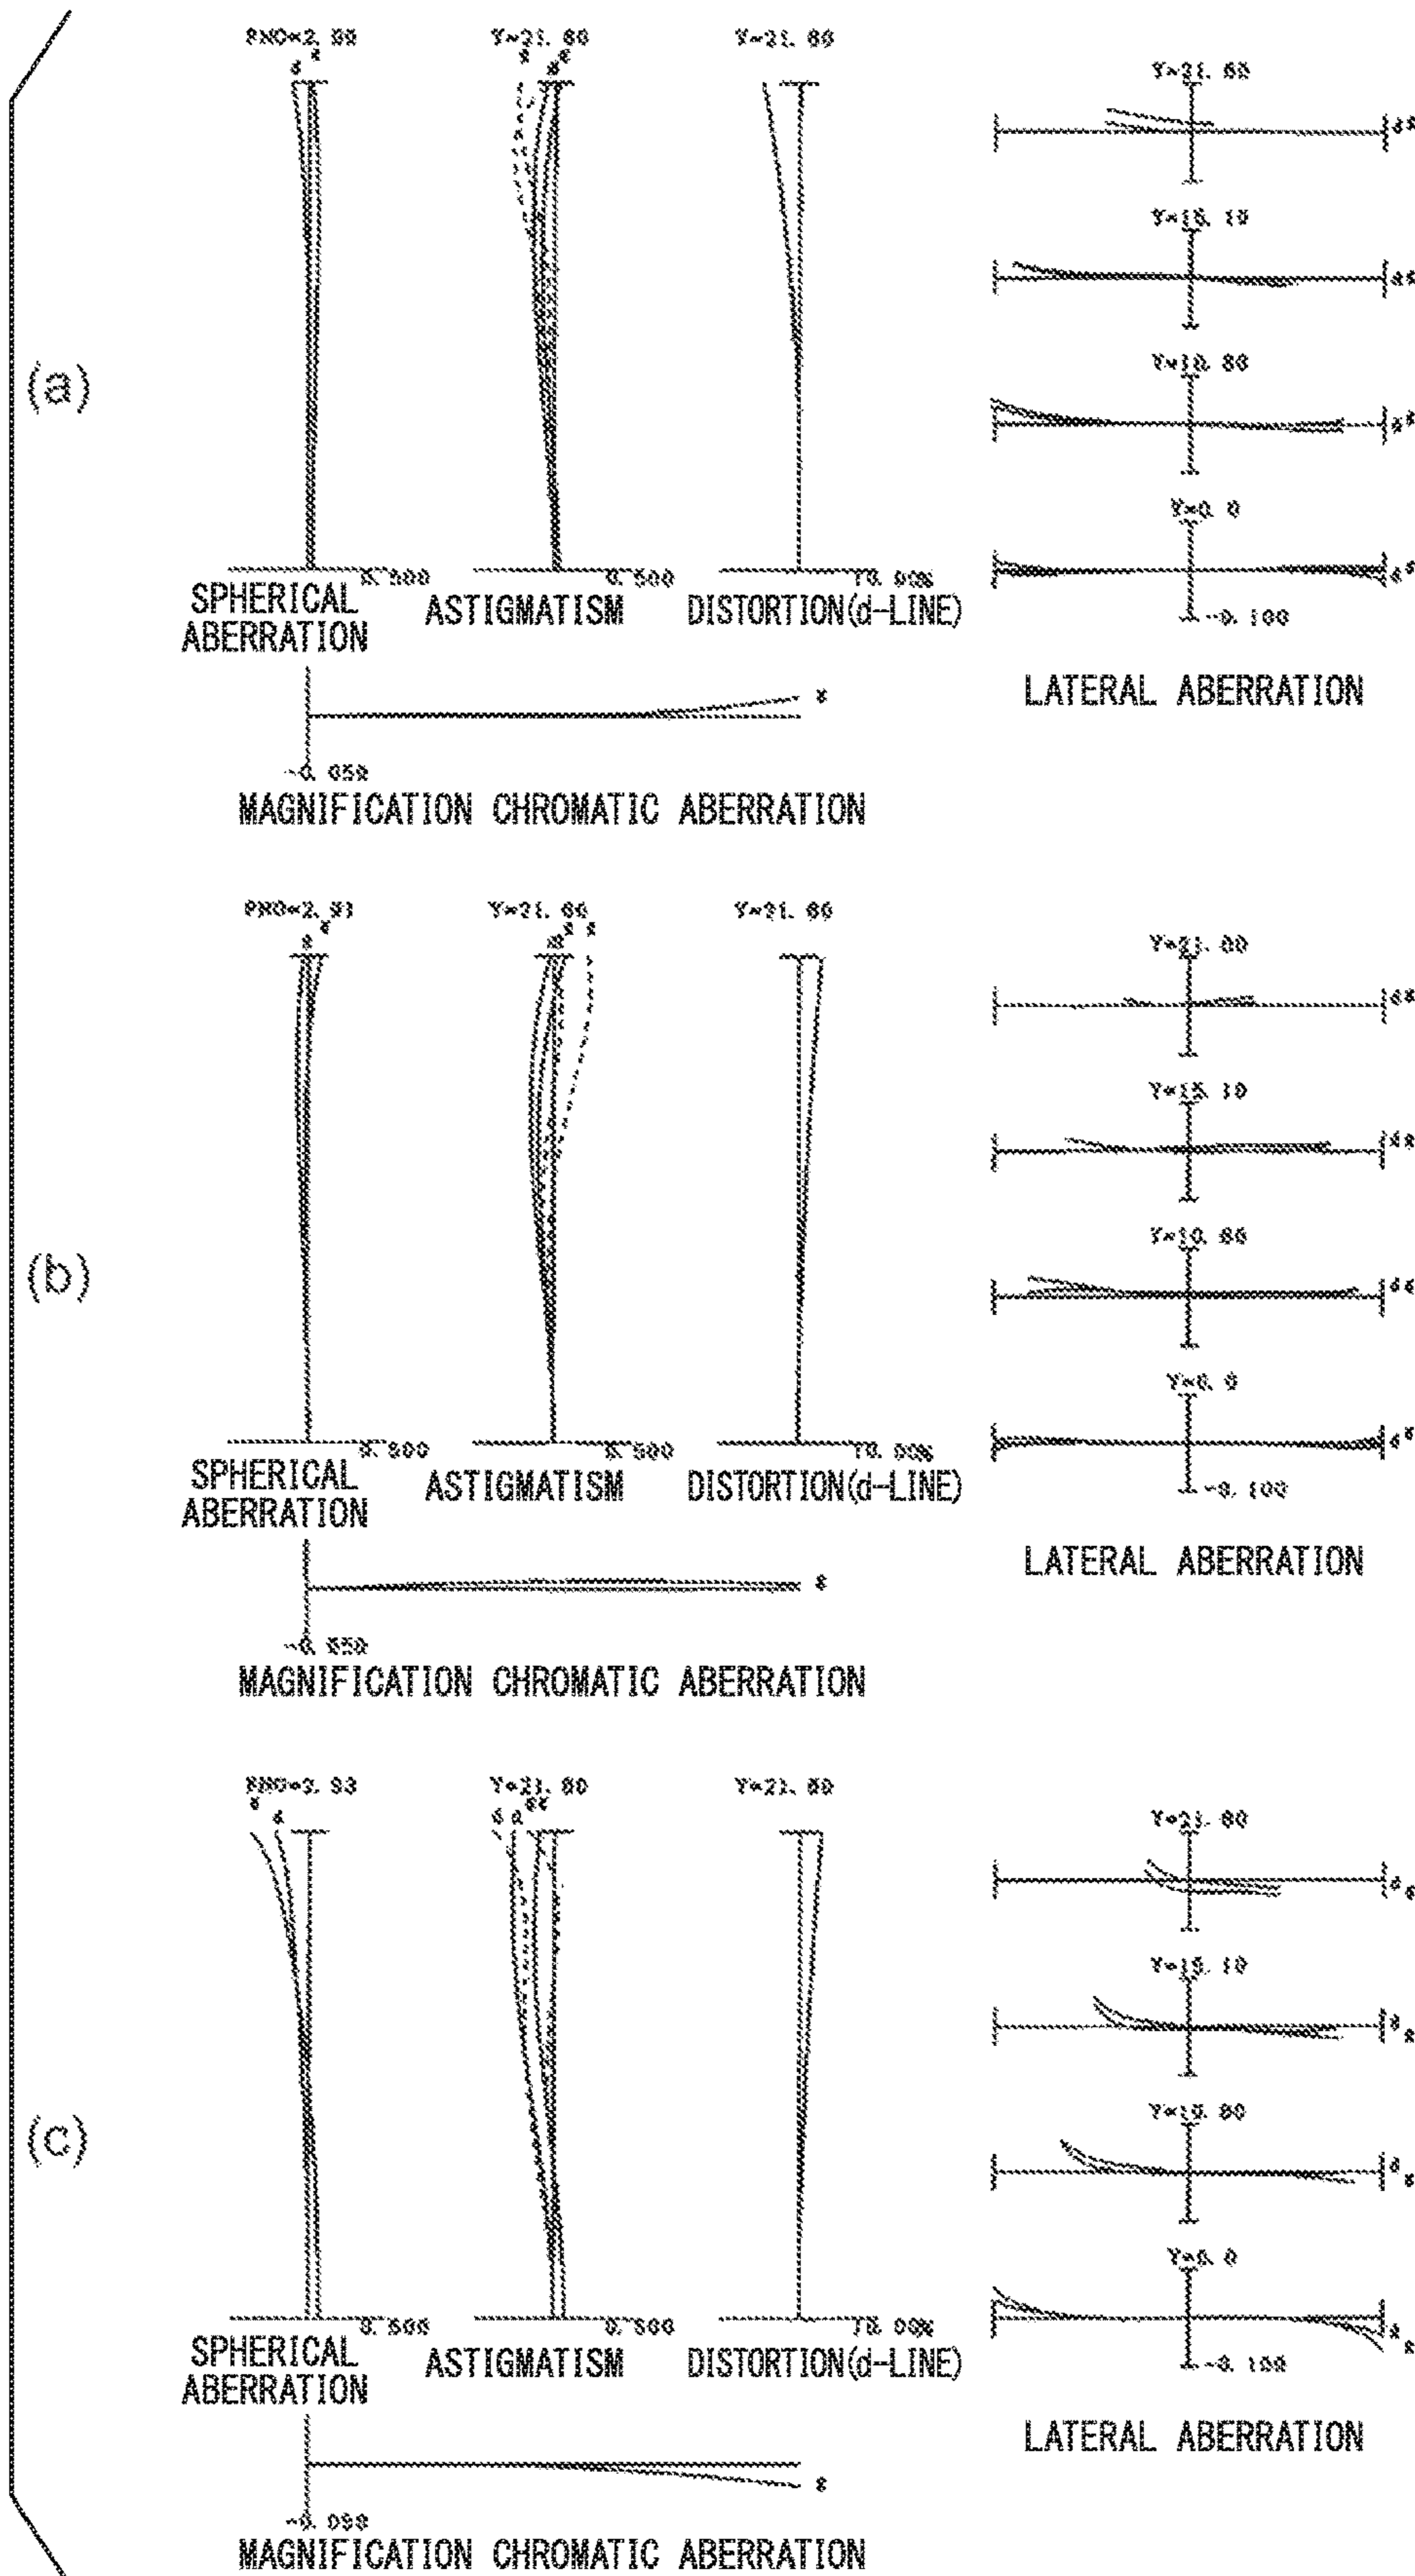 (a)
Y=21.60
Y=21.60
Y=21.60
Y=15.10
Y=10.80
Y=0.0
0.500
0.500
10.00%
-0.100
SPHERICAL
ABERRATION
ASTIGMATISM
DISTORTION(d-LINE)
LATERAL ABERRATION
g
-0.050
MAGNIFICATION CHROMATIC ABERRATION
(b)
Y=21.60
Y=21.60
Y=21.60
Y=15.10
Y=10.80
Y=0.0
0.500
0.500
10.00%
-0.100
SPHERICAL
ABERRATION
ASTIGMATISM
DISTORTION(d-LINE)
LATERAL ABERRATION
g
-0.050
MAGNIFICATION CHROMATIC ABERRATION
(c)
Y=21.60
Y=21.60
Y=21.60
Y=15.10
Y=10.80
Y=0.0
0.500
0.500
10.00%
-0.100
SPHERICAL
ABERRATION
ASTIGMATISM
DISTORTION(d-LINE)
LATERAL ABERRATION
g
-0.050
MAGNIFICATION CHROMATIC ABERRATION